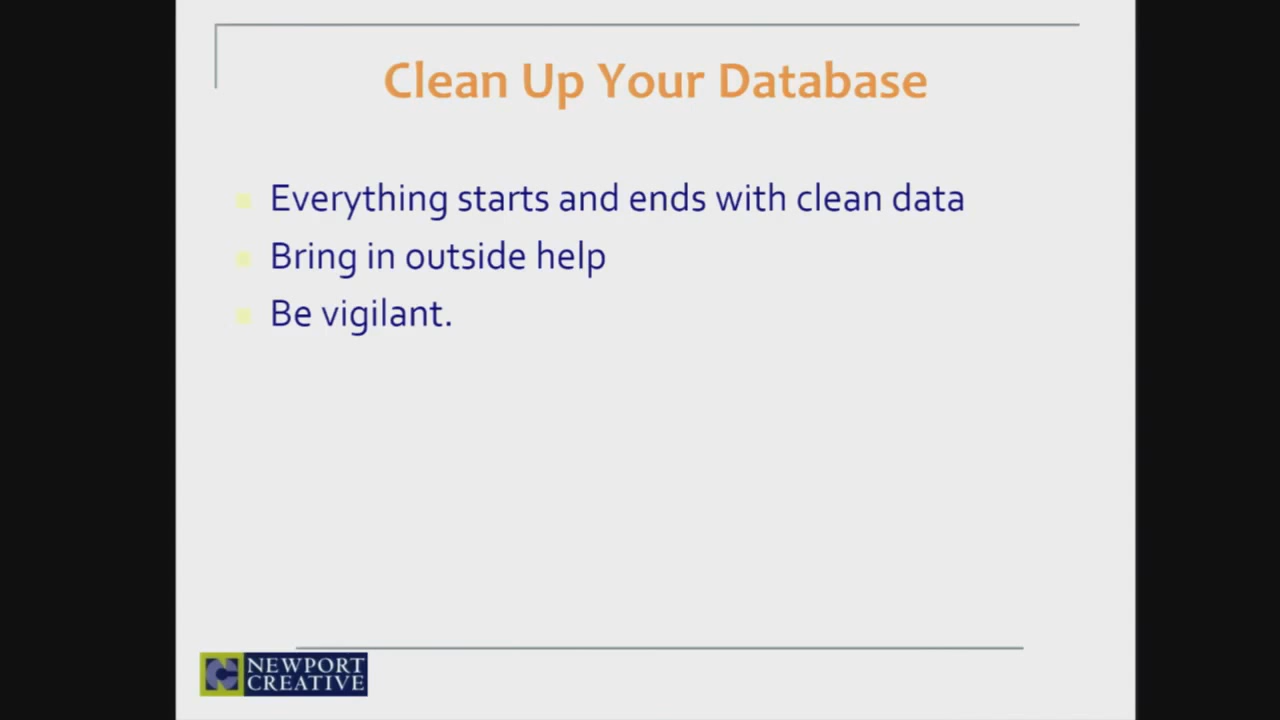 Clean Up Your Database
Everything starts and ends with clean data
Bring in outside help
Be vigilant.
NEWPORT
CREATIVE